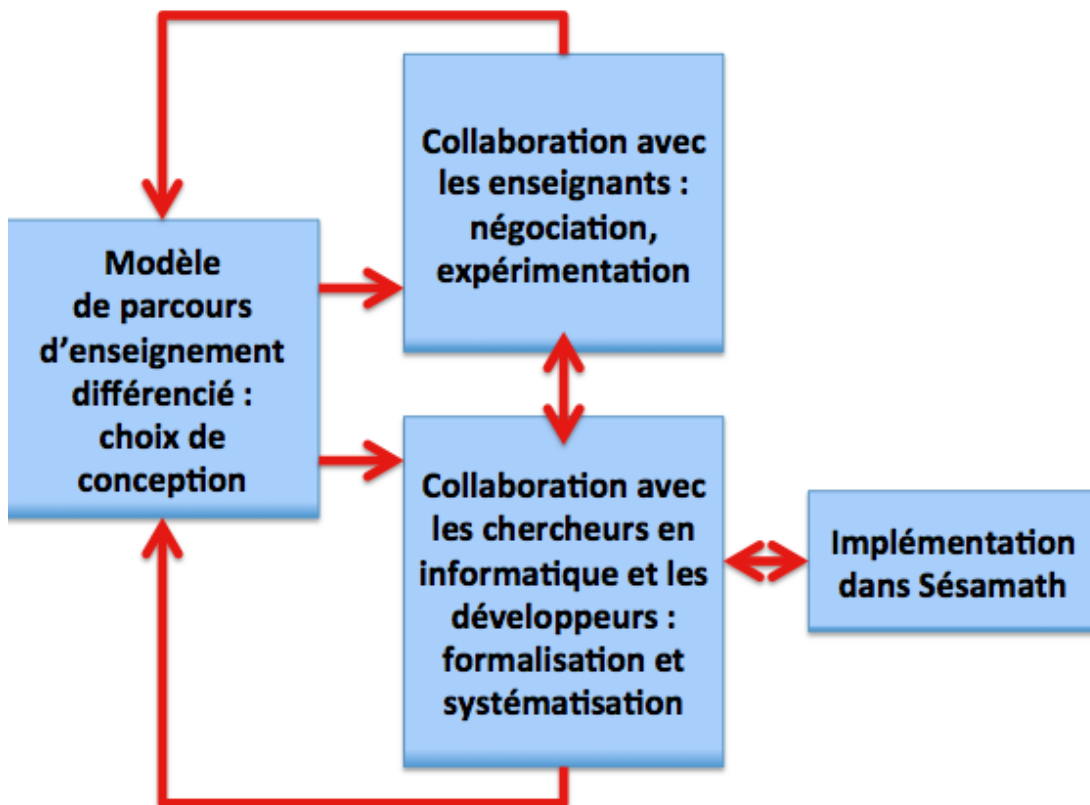 Collaboration avec
les enseignants :
négociation,
expérimentation
Modèle
de parcours
d’enseignement
différencié :
choix de
conception
Collaboration avec
les chercheurs en
informatique et les
développeurs :
formalisation et
systématisation
Implémentation
dans Sésamath